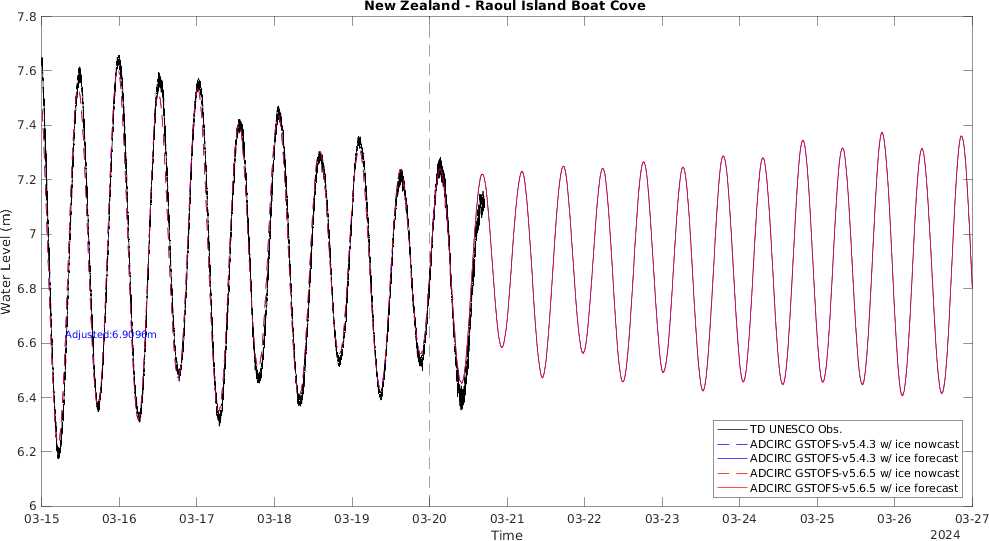 New Zealand - Raoul Island Boat Cove
7.8
7.6
7.4
7.2
7
6.8
6.6
6.4
6.2
6
Water Level (m)
Adjusted:6.9096m
TD UNESCO Obs.
ADCIRC GSTOFS-v5.4.3 w/ ice nowcast
ADCIRC GSTOFS-v5.4.3 w/ ice forecast
ADCIRC GSTOFS-v5.6.5 w/ ice nowcast
ADCIRC GSTOFS-v5.6.5 w/ ice forecast
03-15 03-16 03-17 03-18 03-19 03-20 03-21 03-22 03-23 03-24 03-25 03-26 03-27
Time
2024